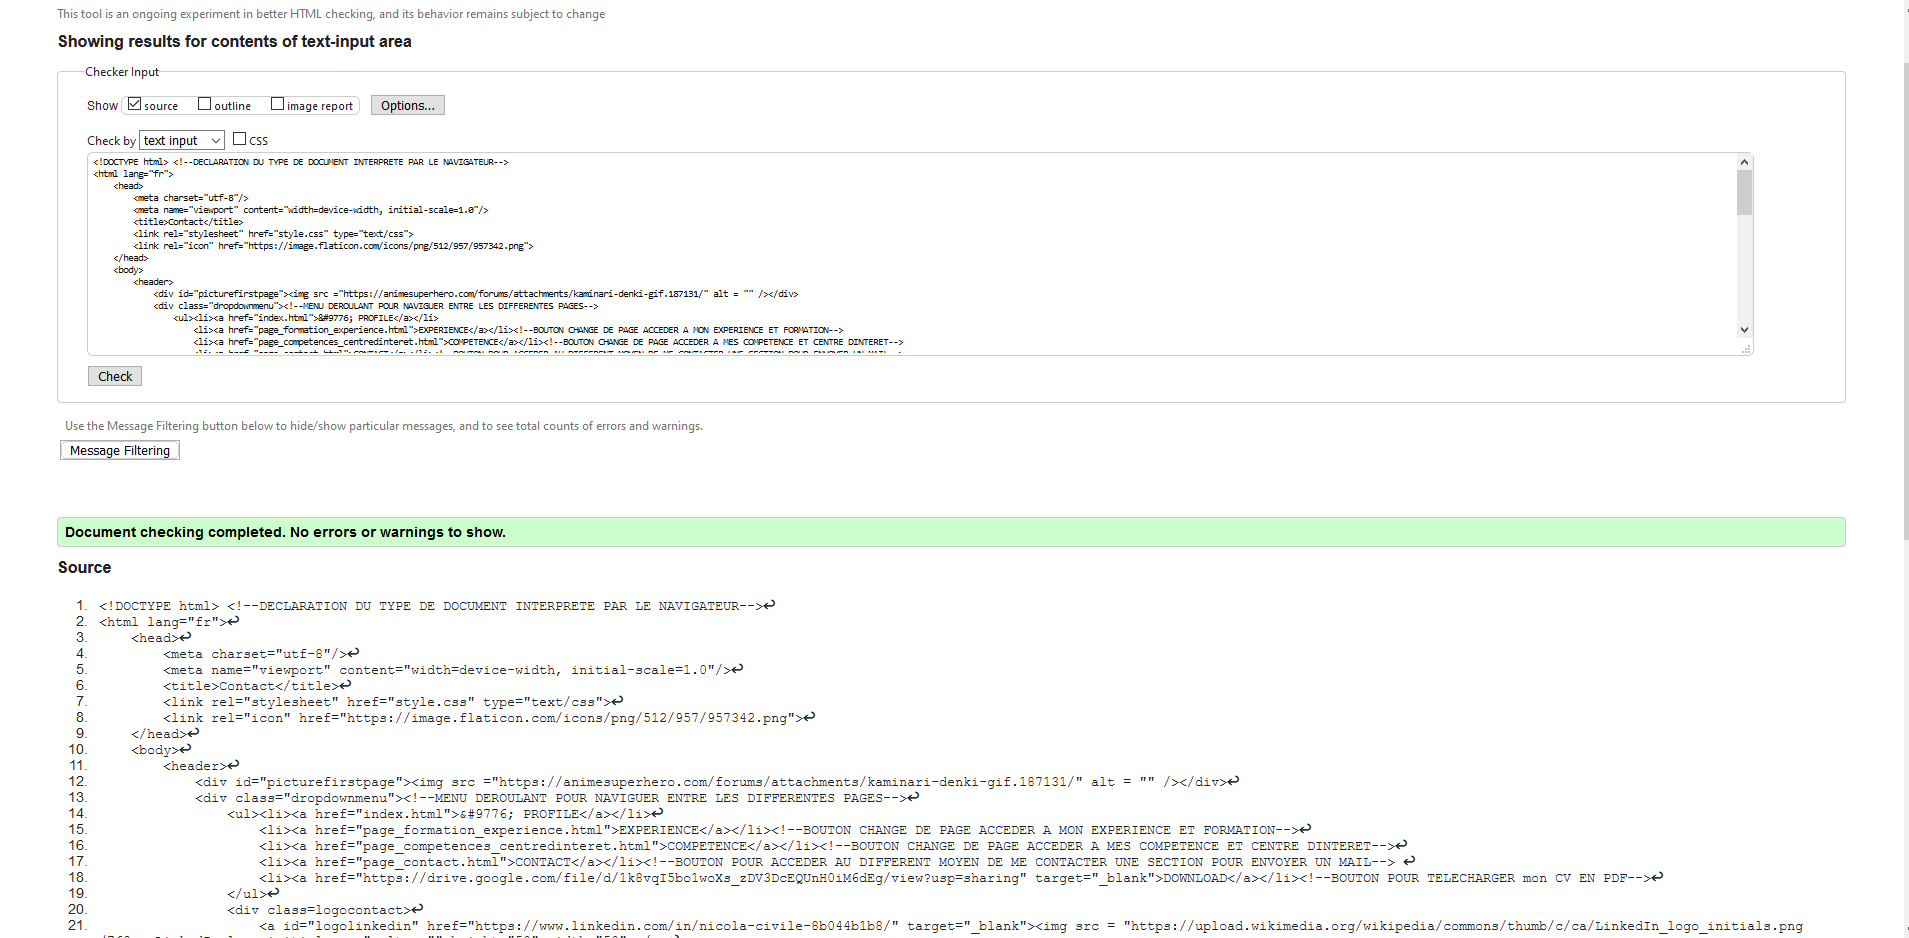 This tool is an ongoing experiment in better HTML checking, and its behavior remains subject to change
Showing results for contents of text-input area
Checker Input
Show source outline image report Options...
Check by text input CSS
<!DOCTYPE html> <!--DECLARATION DU TYPE DE DOCUMENT INTERPRETE PAR LE NAVIGATEUR-->
<html lang="fr">
<head>
<meta charset="utf-8"/>
<meta name="viewport" content="width=device-width, initial-scale=1.0"/>
<title>Contact</title>
<link rel="stylesheet" href="style.css" type="text/css">
<link rel="icon" href="https://image.flaticon.com/icons/png/512/957/957342.png">
</head>
<body>
<header>
<div id="picturefirstpage"><img src ="https://animesuperhero.com/forums/attachments/kaminari-denki-gif.187131/" alt = "" /></div>
<div class="dropdownmenu"><!--MENU DEROULANT POUR NAVIGUER ENTRE LES DIFFERENTES PAGES-->
<ul><li><a href="index.html">&#9776; PROFILE</a></li>
<li><a href="page_formation_experience.html">EXPERIENCE</a></li><!--BOUTON CHANGE DE PAGE ACCEDER A MON EXPERIENCE ET FORMATION-->
<li><a href="page_competences_centredinteret.html">COMPETENCE</a></li><!--BOUTON CHANGE DE PAGE ACCEDER A MES COMPETENCE ET CENTRE DINTERET-->
Check
Use the Message Filtering button below to hide/show particular messages, and to see total counts of errors and warnings.
Message Filtering
Document checking completed. No errors or warnings to show.
Source
1. <!DOCTYPE html> <!--DECLARATION DU TYPE DE DOCUMENT INTERPRETE PAR LE NAVIGATEUR-->↩
2. <html lang="fr">↩
3. <head>↩
4. <meta charset="utf-8"/>↩
5. <meta name="viewport" content="width=device-width, initial-scale=1.0"/>↩
6. <title>Contact</title>↩
7. <link rel="stylesheet" href="style.css" type="text/css">↩
8. <link rel="icon" href="https://image.flaticon.com/icons/png/512/957/957342.png">↩
9. </head>↩
10. <body>↩
11. <header>↩
12. <div id="picturefirstpage"><img src ="https://animesuperhero.com/forums/attachments/kaminari-denki-gif.187131/" alt = "" /></div>↩
13. <div class="dropdownmenu"><!--MENU DEROULANT POUR NAVIGUER ENTRE LES DIFFERENTES PAGES-->↩
14. <ul><li><a href="index.html">&#9776; PROFILE</a></li>↩
15. <li><a href="page_formation_experience.html">EXPERIENCE</a></li><!--BOUTON CHANGE DE PAGE ACCEDER A MON EXPERIENCE ET FORMATION-->↩
16. <li><a href="page_competences_centredinteret.html">COMPETENCE</a></li><!--BOUTON CHANGE DE PAGE ACCEDER A MES COMPETENCE ET CENTRE DINTERET-->↩
17. <li><a href="page_contact.html">CONTACT</a></li><!--BOUTON POUR ACCEDER AU DIFFERENT MOYEN DE ME CONTACTER UNE SECTION POUR ENVOYER UN MAIL--> ↩
18. <li><a href="https://drive.google.com/file/d/1k8vqI5bo1woXs_zDV3DcEQUnH0iM6dEg/view?usp=sharing" target="_blank">DOWNLOAD</a></li><!--BOUTON POUR TELECHARGER mon CV EN PDF-->↩
19. </ul>↩
20. <div class=logocontact>↩
21. <a id="logolinkedin" href="https://www.linkedin.com/in/nicola-civile-8b044b1b8/" target="_blank"><img src = "https://upload.wikimedia.org/wikipedia/commons/thumb/c/ca/LinkedIn_logo_initials.png